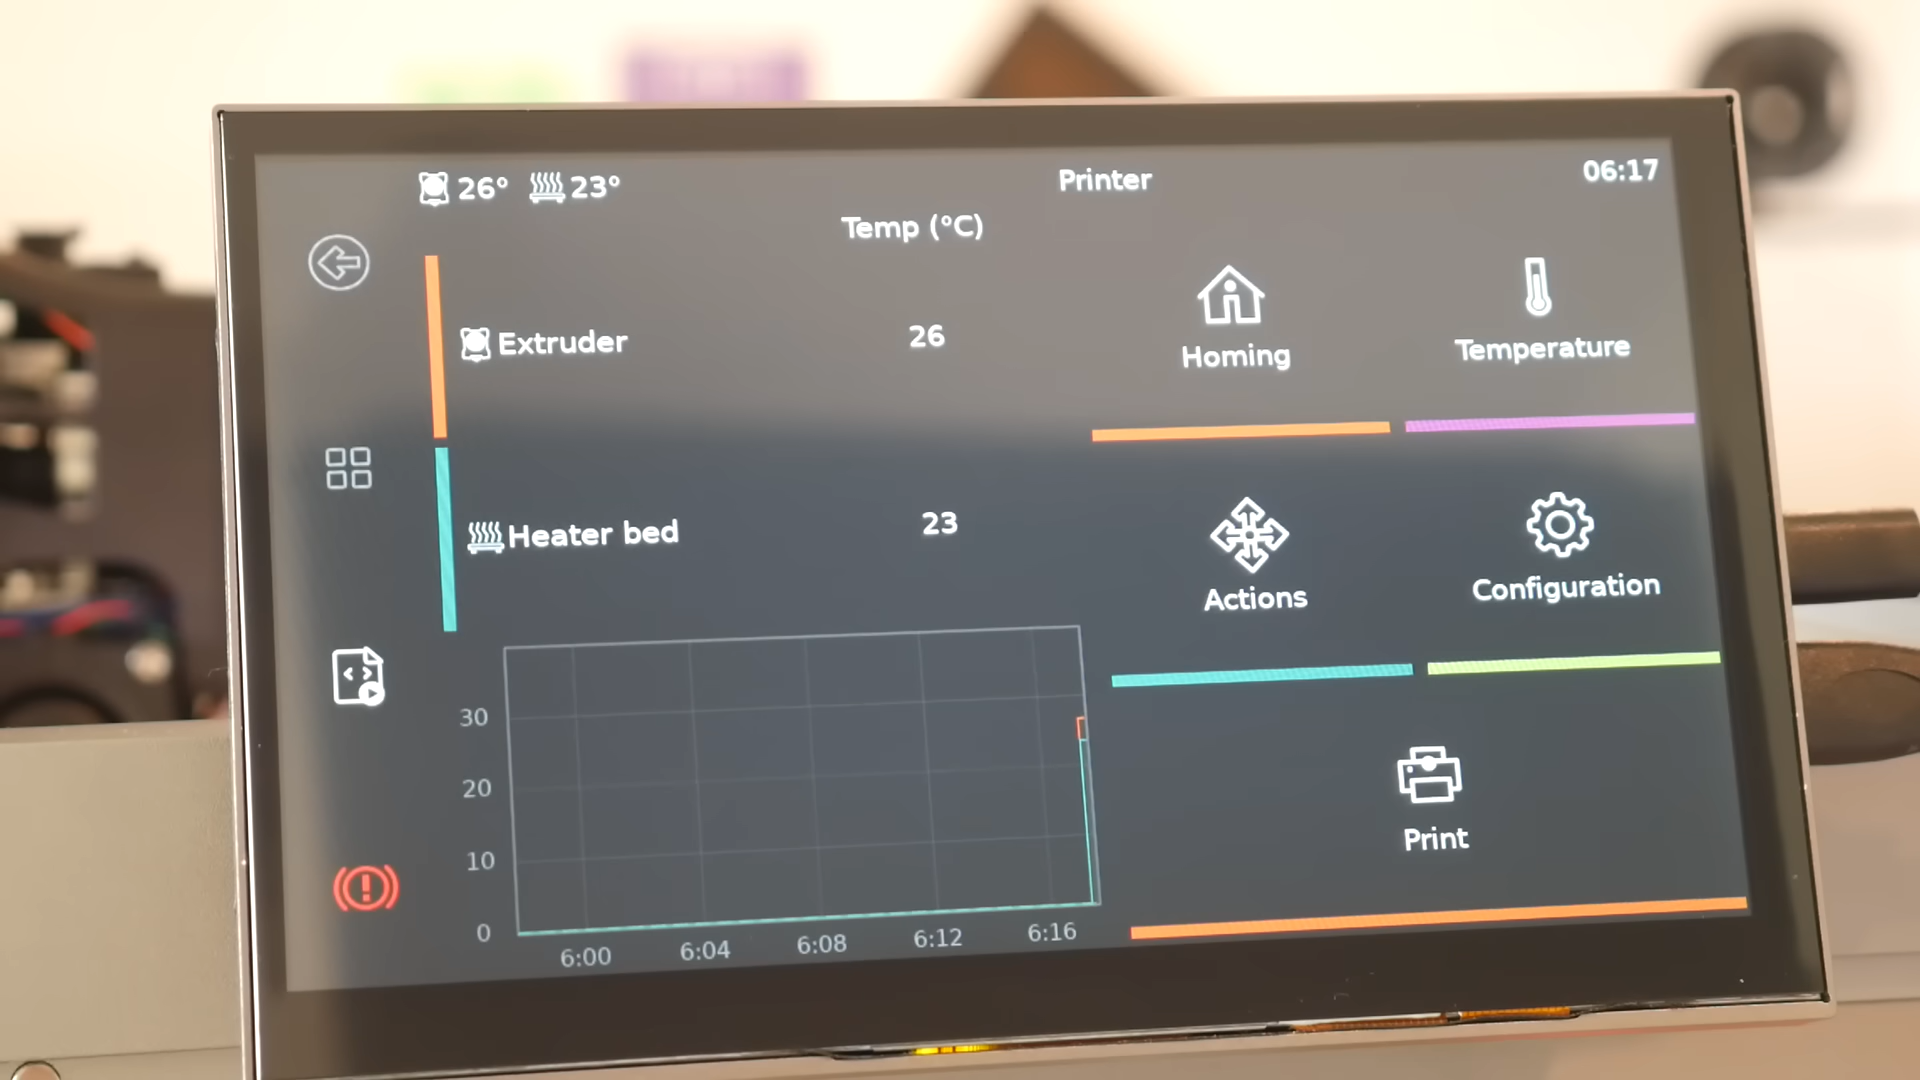 26° 23° Printer 06:17
Temp (°C)
Extruder 26
Heater bed 23
Homing
Temperature
Actions
Configuration
Print
30
20
10
0
6:00 6:04 6:08 6:12 6:16